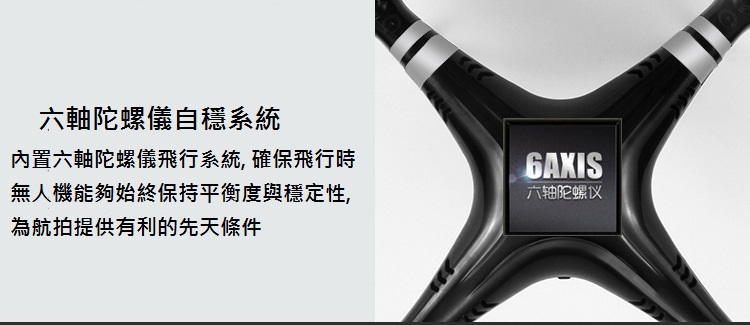 六軸陀螺儀自穩系統
內置六軸陀螺儀飛行系統, 確保飛行時
無人機能夠始終保持平衡度與穩定性,
為航拍提供有利的先天條件
6AXIS
六轴陀螺仪